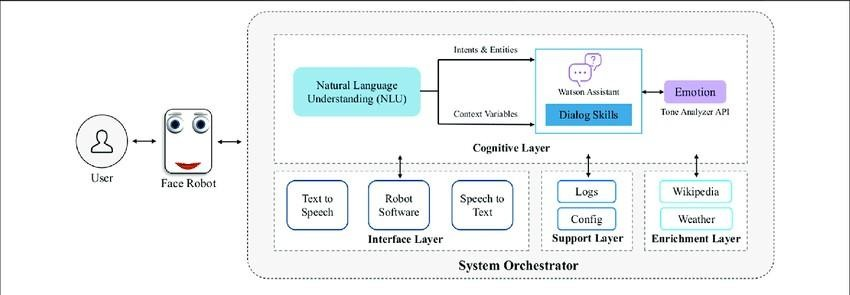 User
Face Robot
Natural Language
Understanding (NLU)
Intents & Entities
Context Variables
Watson Assistant
Dialog Skills
Emotion
Tone Analyzer API
Cognitive Layer
Text to
Speech
Robot
Software
Speech to
Text
Interface Layer
Logs
Config
Support Layer
Wikipedia
Weather
Enrichment Layer
System Orchestrator